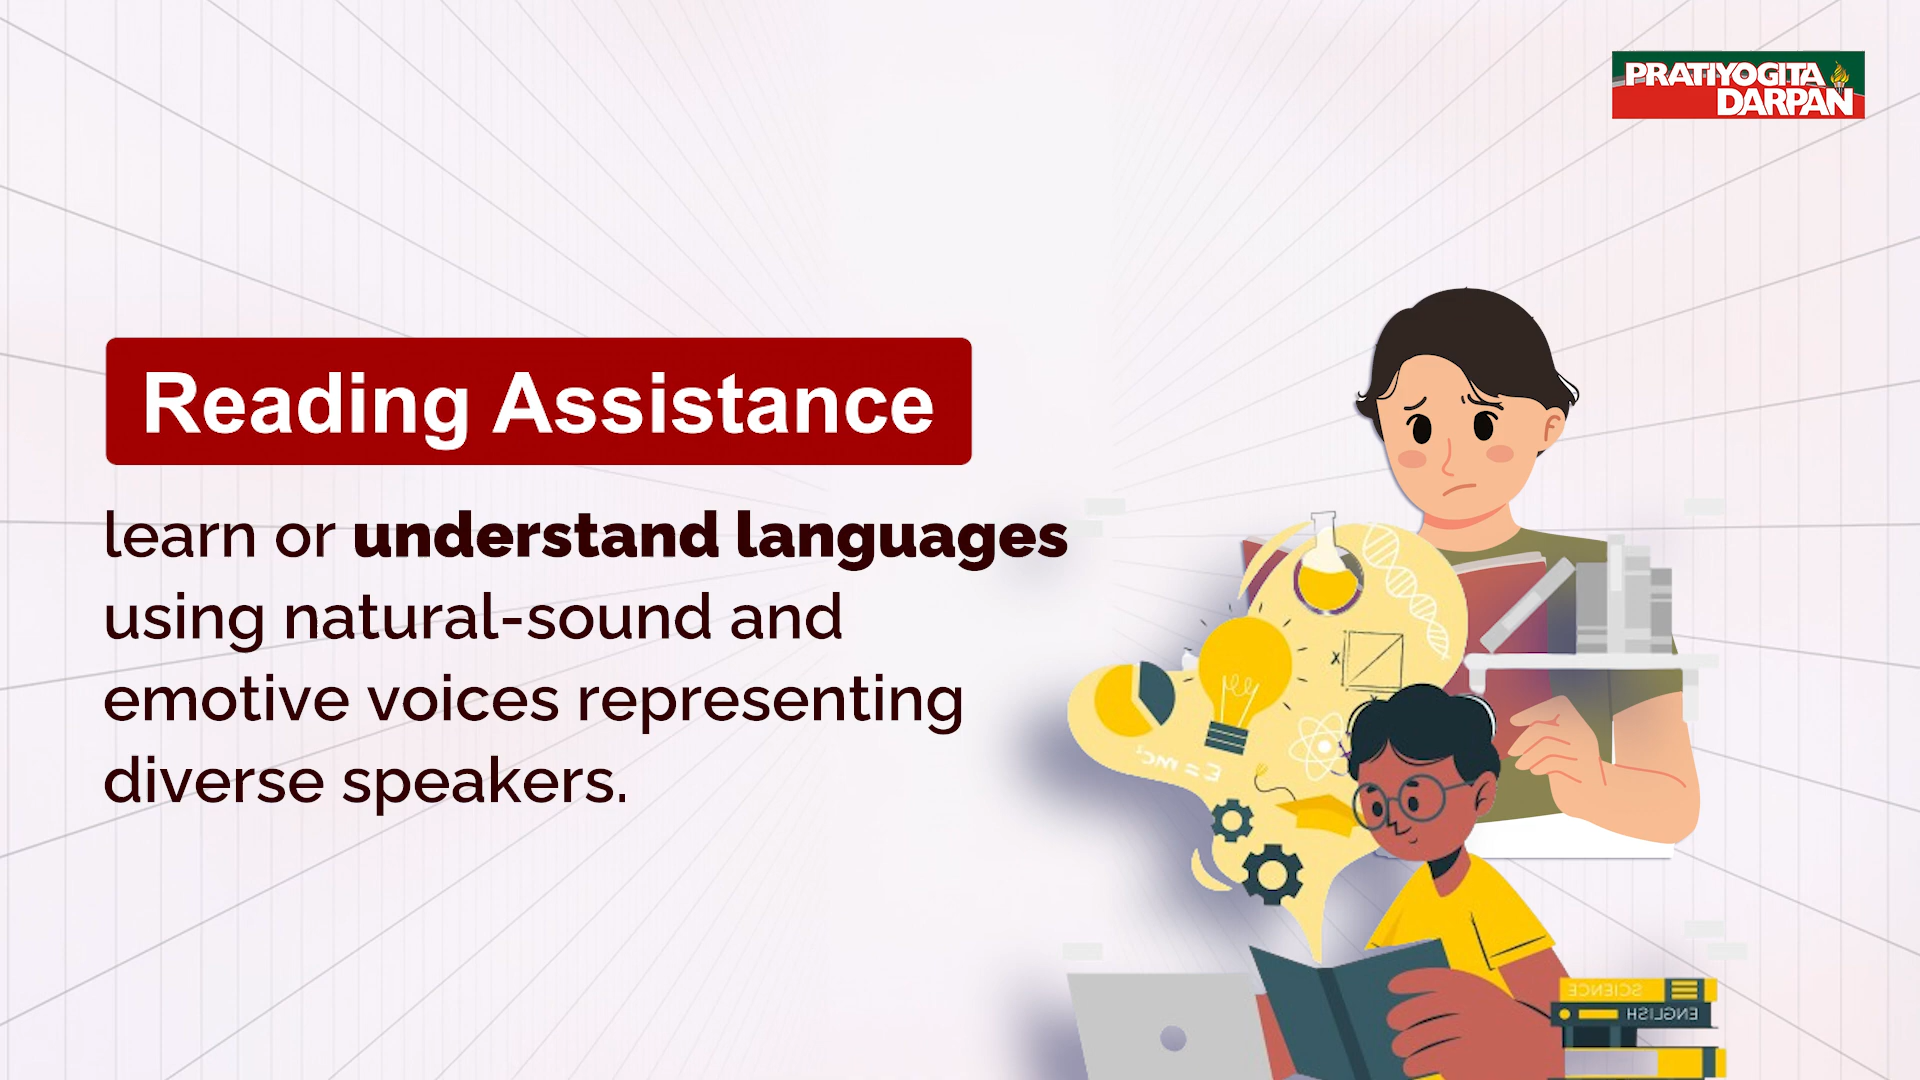 PRATIYOGITA
DARPAN
Reading Assistance
learn or understand languages
using natural-sound and
emotive voices representing
diverse speakers.
x
E = mc²
SCIENCE
ENGLISH